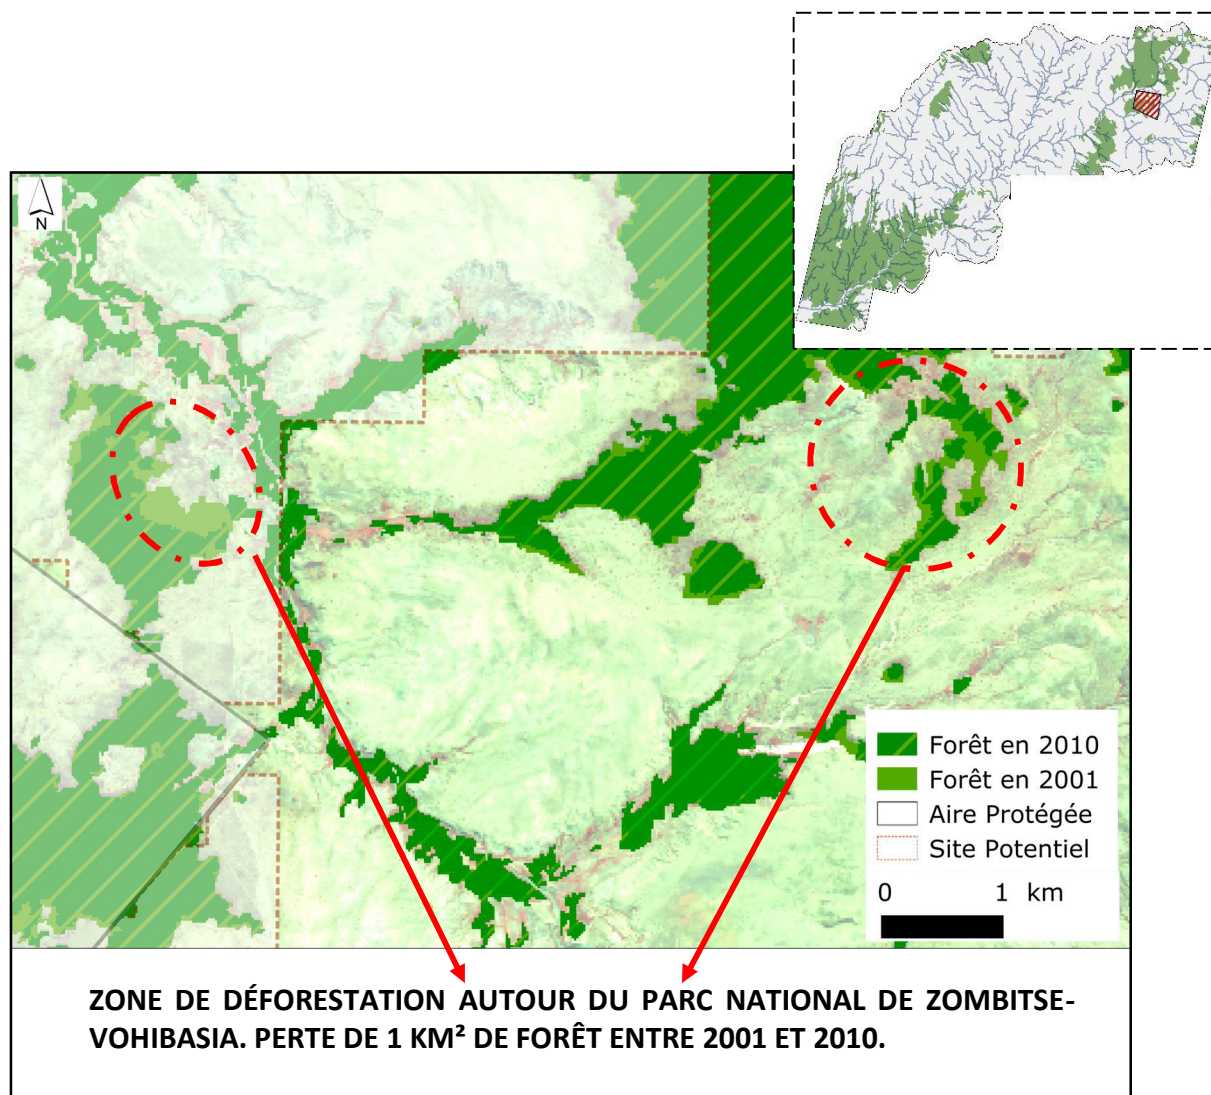 N
Forêt en 2010
Forêt en 2001
Aire Protégée
Site Potentiel
0 1 km
ZONE DE DÉFORESTATION AUTOUR DU PARC NATIONAL DE ZOMBITSE-
VOHIBASIA. PERTE DE 1 KM² DE FORÊT ENTRE 2001 ET 2010.